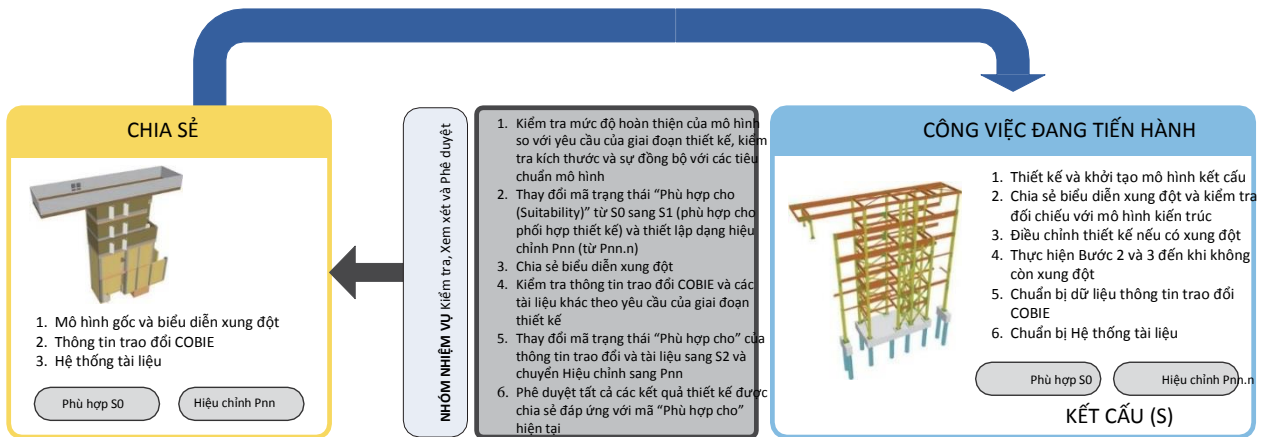 CHIA SẺ
1. Mô hình gốc và biểu diễn xung đột
2. Thông tin trao đổi COBIE
3. Hệ thống tài liệu
Phù hợp S0
Hiệu chỉnh Pnn
NHÓM NHIỆM VỤ Kiểm tra, Xem xét và Phê duyệt
1. Kiểm tra mức độ hoàn thiện của mô hình
so với yêu cầu của giai đoạn thiết kế, kiểm
tra kích thước và sự đồng bộ với các tiêu
chuẩn mô hình
2. Thay đổi mã trạng thái “Phù hợp cho
(Suitability)” từ S0 sang S1 (phù hợp cho
phối hợp thiết kế) và thiết lập dạng hiệu
chỉnh Pnn (từ Pnn.n)
3. Chia sẻ biểu diễn xung đột
4. Kiểm tra thông tin trao đổi COBIE và các
tài liệu khác theo yêu cầu của giai đoạn
thiết kế
5. Thay đổi mã trạng thái “Phù hợp cho” của
thông tin trao đổi và tài liệu sang S2 và
chuyển Hiệu chỉnh sang Pnn
6. Phê duyệt tất cả các kết quả thiết kế được
chia sẻ đáp ứng với mã “Phù hợp cho”
hiện tại
CÔNG VIỆC ĐANG TIẾN HÀNH
1. Thiết kế và khởi tạo mô hình kết cấu
2. Chia sẻ biểu diễn xung đột và kiểm tra
đối chiếu với mô hình kiến trúc
3. Điều chỉnh thiết kế nếu có xung đột
4. Thực hiện Bước 2 và 3 đến khi không
còn xung đột
5. Chuẩn bị dữ liệu thông tin trao đổi
COBIE
6. Chuẩn bị Hệ thống tài liệu
Phù hợp S0
Hiệu chỉnh Pnn.n
KẾT CẤU (S)